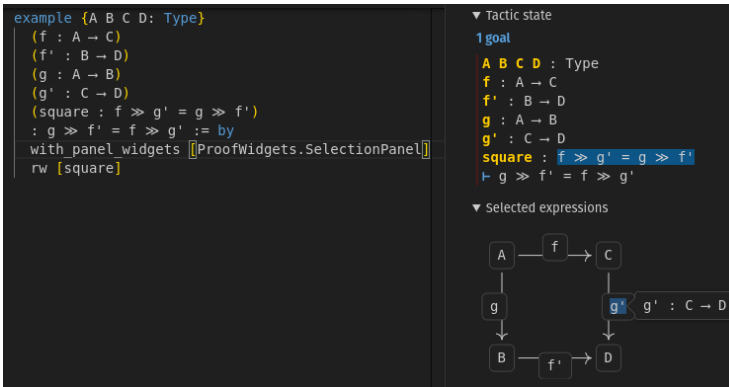 example {A B C D: Type}
(f : A → C)
(f' : B → D)
(g : A → B)
(g' : C → D)
(square : f ≫ g' = g ≫ f')
: g ≫ f' = f ≫ g' := by
with_panel_widgets [ProofWidgets.SelectionPanel]
rw [square]
▼ Tactic state
1 goal
A B C D : Type
f : A → C
f' : B → D
g : A → B
g' : C → D
square : f ≫ g' = g ≫ f'
⊢ g ≫ f' = f ≫ g'
▼ Selected expressions
A f C
g g' g' : C → D
B f' D